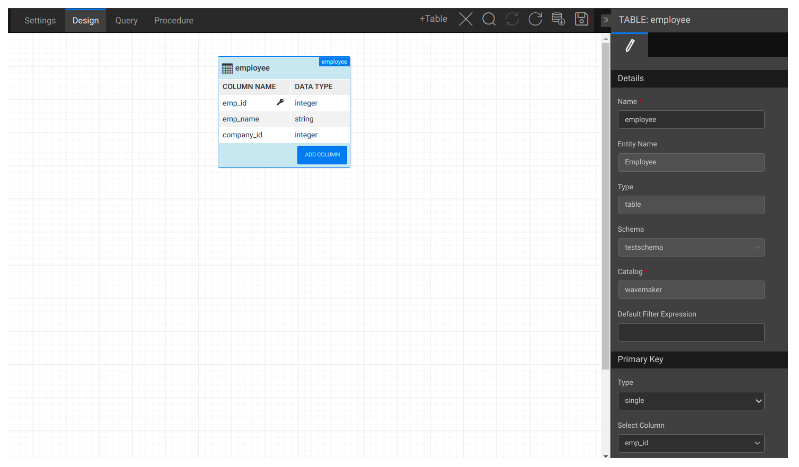 Settings Design Query Procedure +Table » TABLE: employee
employee
employee
COLUMN NAME DATA TYPE
emp_id integer
emp_name string
company_id integer
ADD COLUMN
Details
Name *
employee
Entity Name
Employee
Type
table
Schema
testschema
Catalog *
wavemaker
Default Filter Expression
Primary Key
Type
single
Select Column
emp_id